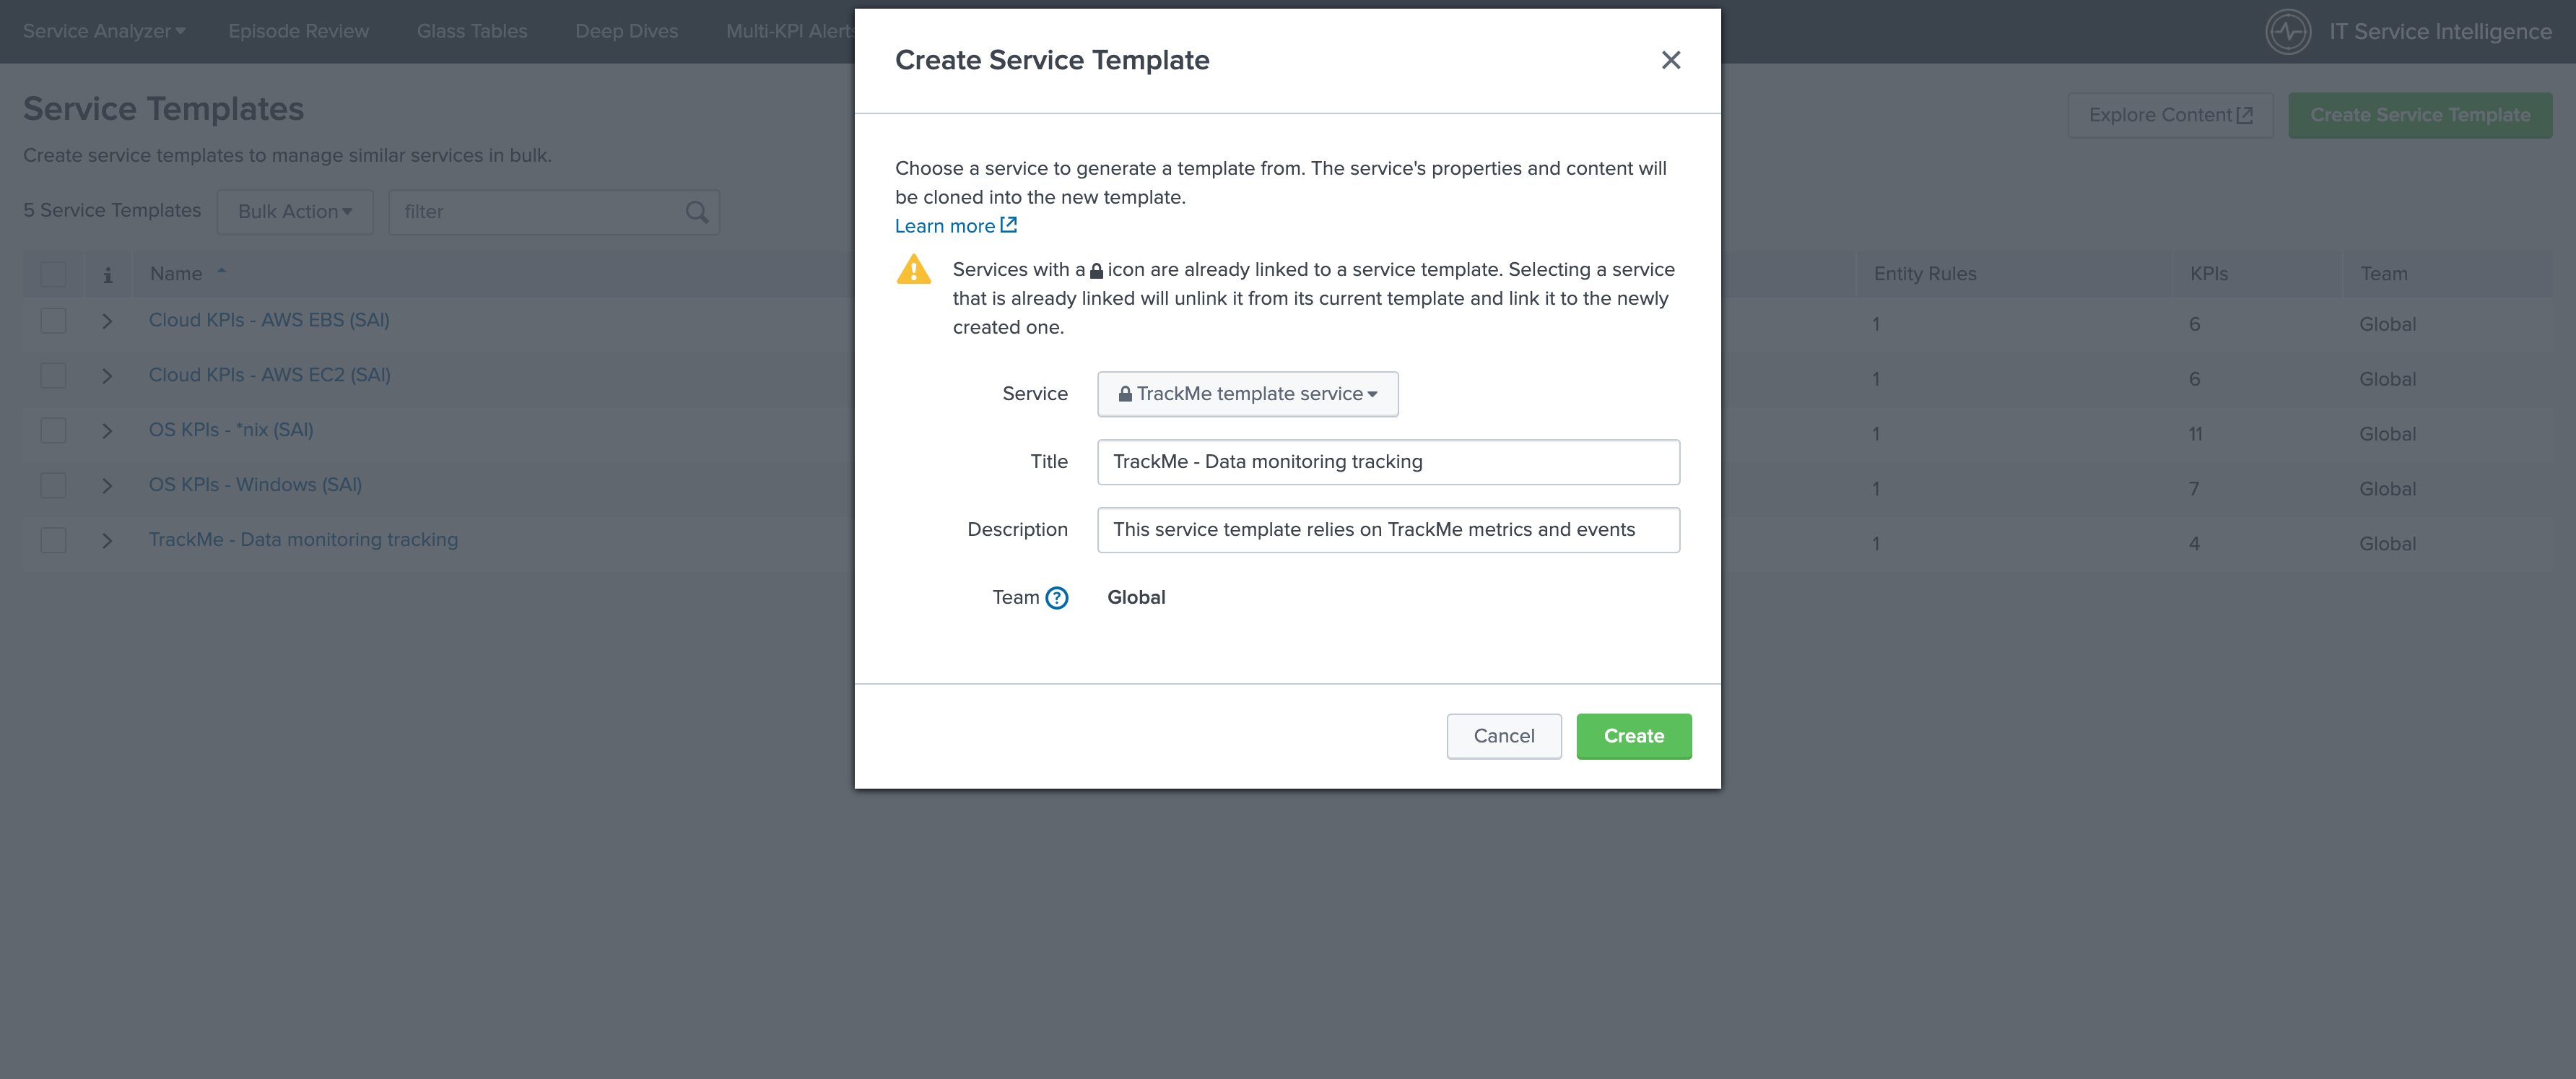 Service Analyzer Episode Review Glass Tables Deep Dives Multi-KPI Alerts
IT Service Intelligence
Service Templates
Create service templates to manage similar services in bulk.
Explore Content
Create Service Template
5 Service Templates Bulk Action filter
i Name Entity Rules KPIs Team
Cloud KPIs - AWS EBS (SAI) 1 6 Global
Cloud KPIs - AWS EC2 (SAI) 1 6 Global
OS KPIs - *nix (SAI) 1 11 Global
OS KPIs - Windows (SAI) 1 7 Global
TrackMe - Data monitoring tracking 1 4 Global
Create Service Template
Choose a service to generate a template from. The service's properties and content will
be cloned into the new template.
Learn more
Services with a icon are already linked to a service template. Selecting a service
that is already linked will unlink it from its current template and link it to the newly
created one.
Service TrackMe template service
Title TrackMe - Data monitoring tracking
Description This service template relies on TrackMe metrics and events
Team ? Global
Cancel Create